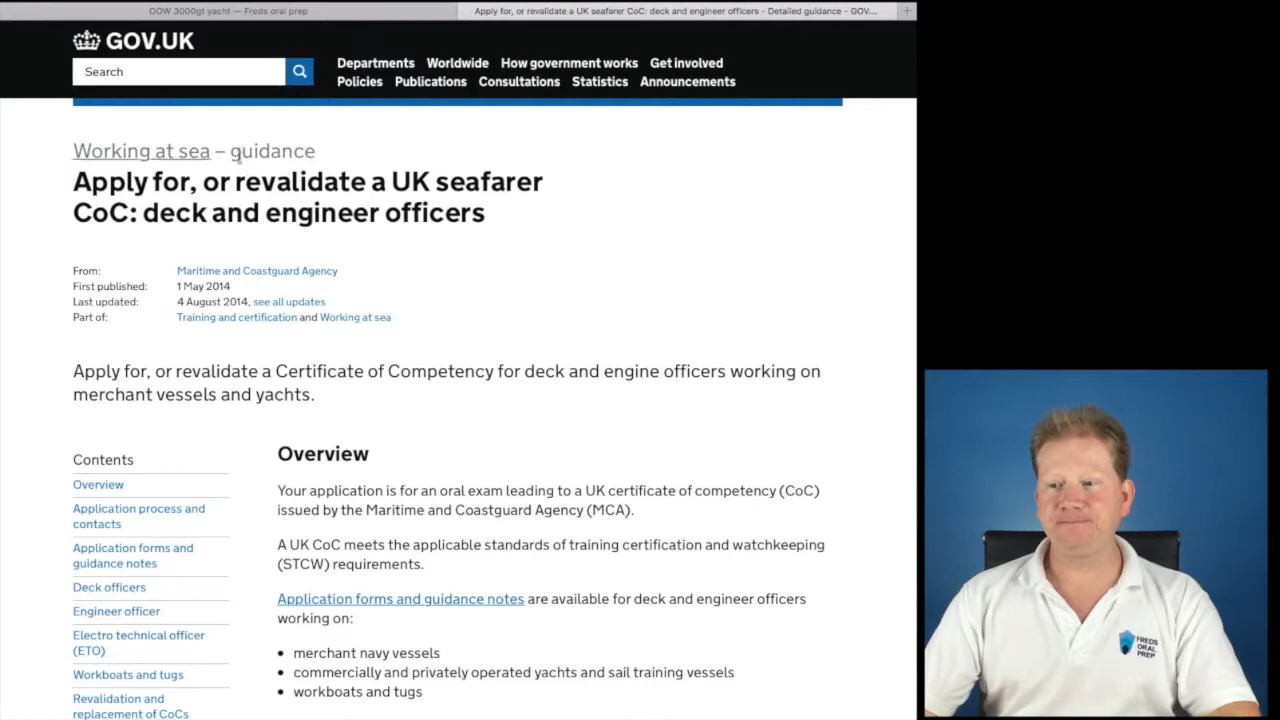 OOW 3000gt yacht — Freds oral prep
Apply for, or revalidate a UK seafarer CoC: deck and engineer officers - Detailed guidance - GOV....
GOV.UK
Search
Departments Worldwide How government works Get involved
Policies Publications Consultations Statistics Announcements
Working at sea – guidance
Apply for, or revalidate a UK seafarer
CoC: deck and engineer officers
From: Maritime and Coastguard Agency
First published: 1 May 2014
Last updated: 4 August 2014, see all updates
Part of: Training and certification and Working at sea
Apply for, or revalidate a Certificate of Competency for deck and engine officers working on
merchant vessels and yachts.
Contents
Overview
Application process and
contacts
Application forms and
guidance notes
Deck officers
Engineer officer
Electro technical officer
(ETO)
Workboats and tugs
Revalidation and
replacement of CoCs
Overview
Your application is for an oral exam leading to a UK certificate of competency (CoC)
issued by the Maritime and Coastguard Agency (MCA).
A UK CoC meets the applicable standards of training certification and watchkeeping
(STCW) requirements.
Application forms and guidance notes are available for deck and engineer officers
working on:
• merchant navy vessels
• commercially and privately operated yachts and sail training vessels
• workboats and tugs
FREDS
ORAL
PREP